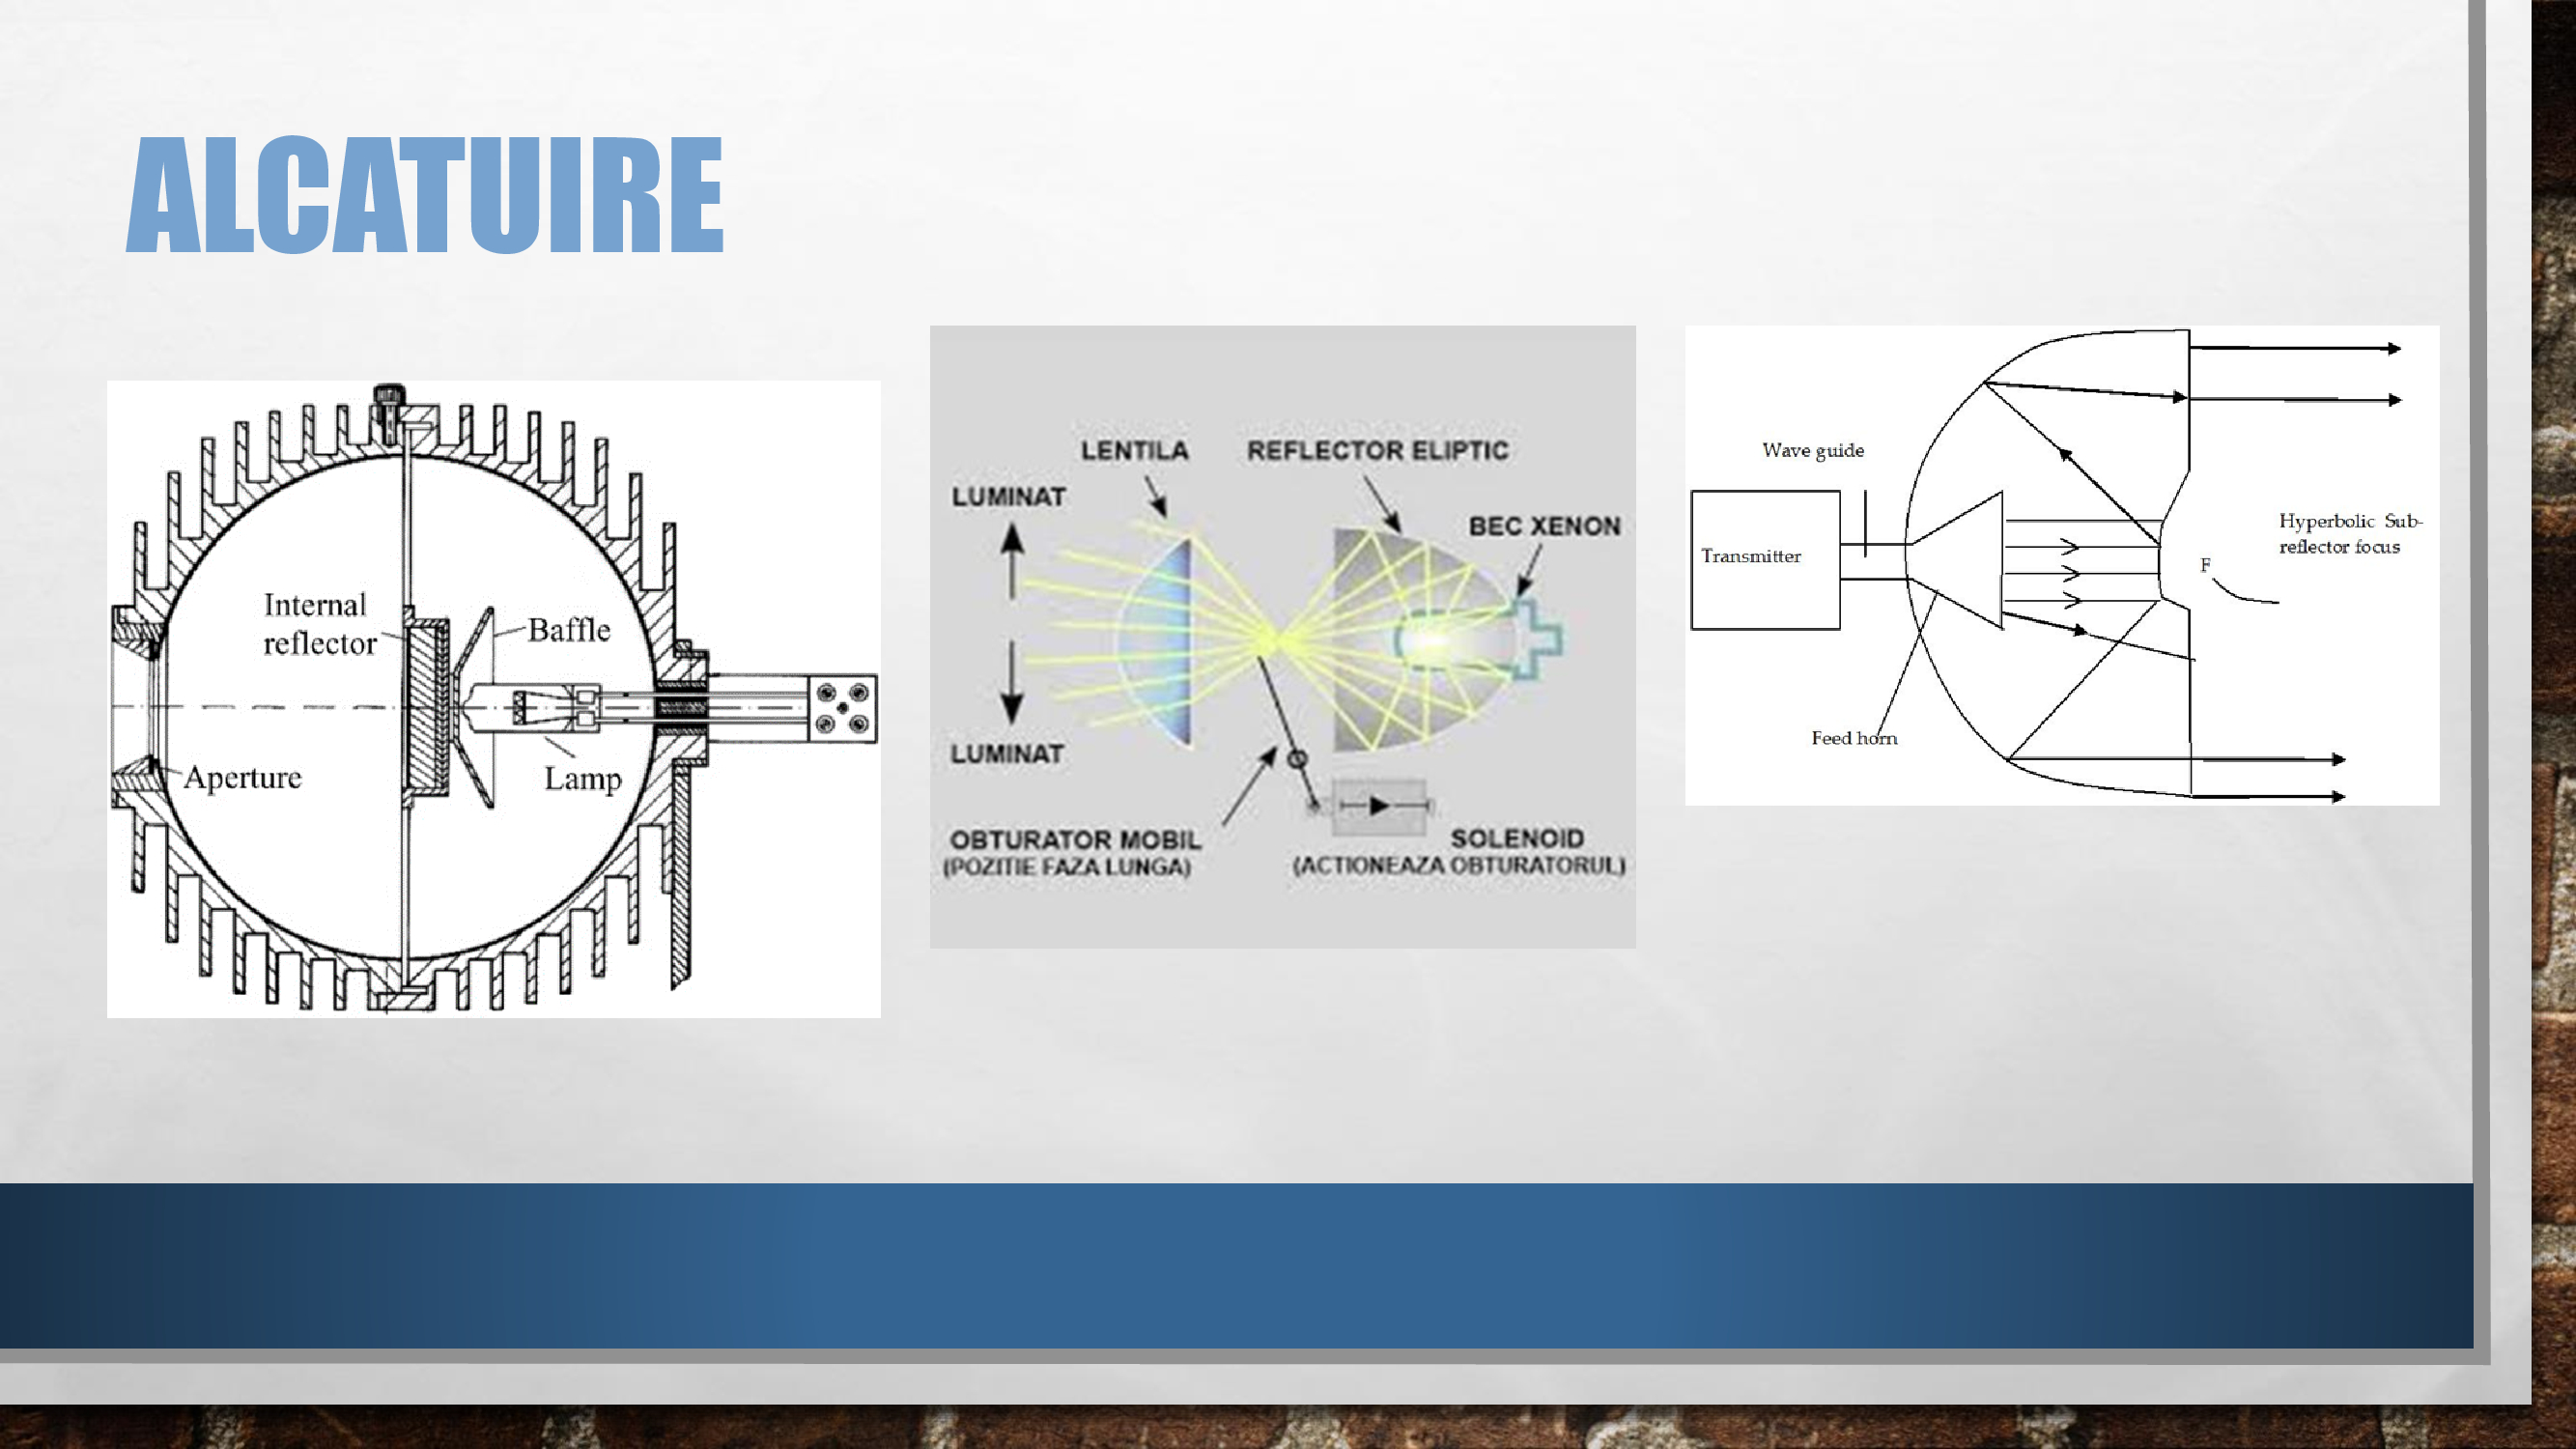 ALCATUIRE
Internal
reflector
Baffle
Aperture
Lamp
LENTILA
REFLECTOR ELIPTIC
LUMINAT
BEC XENON
LUMINAT
OBTURATOR MOBIL
(POZITIE FAZA LUNGA)
SOLENOID
(ACTIONEAZA OBTURATORUL)
Wave guide
Transmitter
Hyperbolic Sub-
reflector focus
F
Feed horn